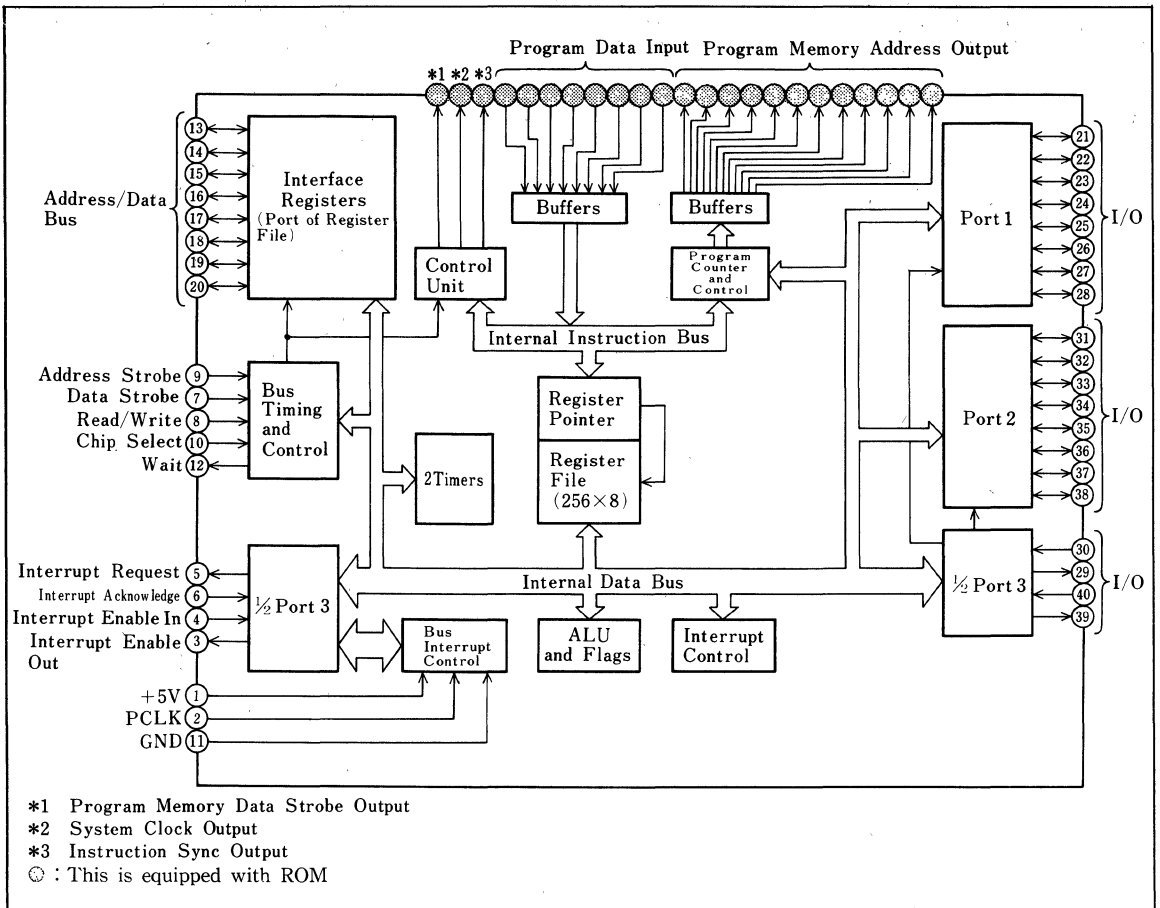 Program Data Input Program Memory Address Output
*1 *2 *3
13
14
15
16
17
18
19
20
Address/Data
Bus
Interface
Registers
(Port of Register
File)
Buffers
Buffers
Control
Unit
Program
Counter
and
Control
Port 1
21
22
23
24
25
26
27
28
I/O
Internal Instruction Bus
Address Strobe 9
Data Strobe 7
Read/Write 8
Chip Select 10
Wait 12
Bus
Timing
and
Control
2Timers
Register
Pointer
Register
File
(256×8)
Port 2
31
32
33
34
35
36
37
38
I/O
Interrupt Request 5
Interrupt Acknowledge 6
Interrupt Enable In 4
Interrupt Enable 3
Out
½ Port 3
Internal Data Bus
½ Port 3
30
29
40
39
I/O
Bus
Interrupt
Control
ALU
and Flags
Interrupt
Control
+5V 1
PCLK 2
GND 11
*1 Program Memory Data Strobe Output
*2 System Clock Output
*3 Instruction Sync Output
: This is equipped with ROM